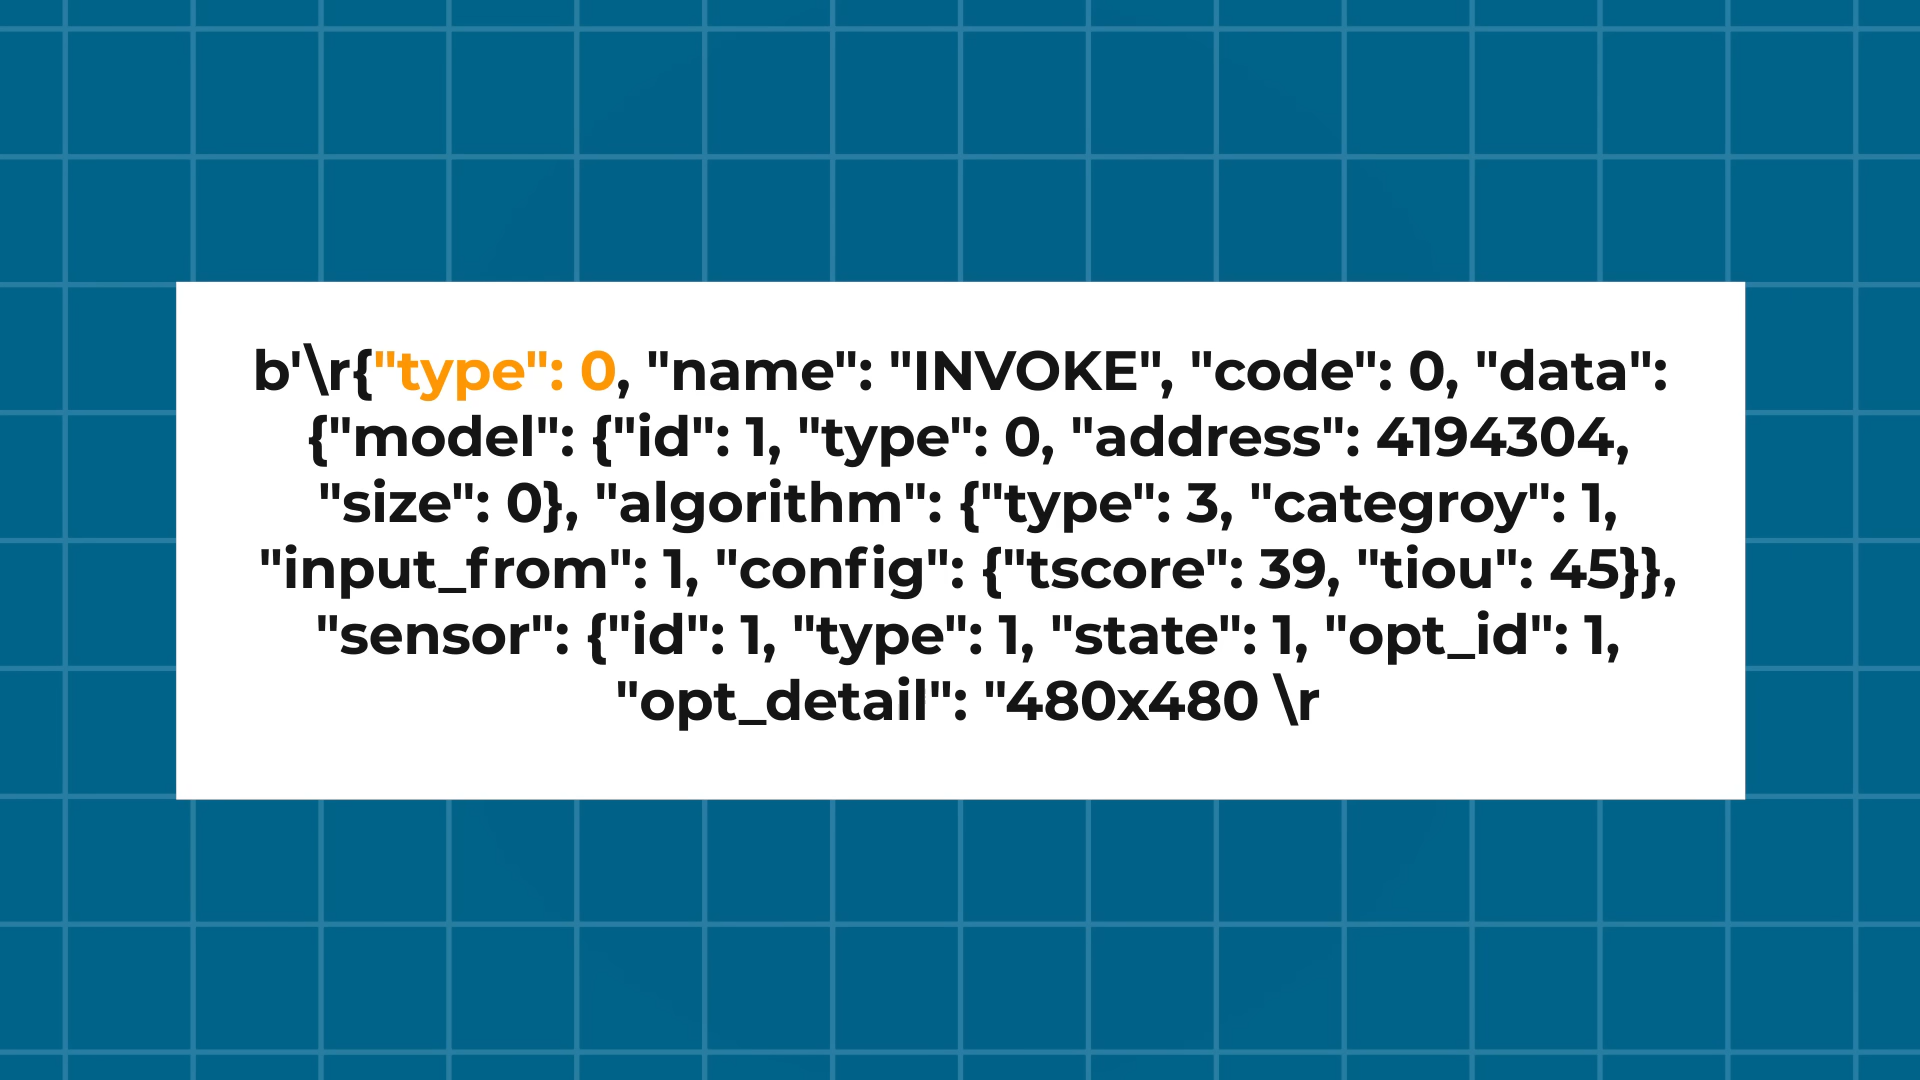 b'\r{"type": 0, "name": "INVOKE", "code": 0, "data":
{"model": {"id": 1, "type": 0, "address": 4194304,
"size": 0}, "algorithm": {"type": 3, "categroy": 1,
"input_from": 1, "config": {"tscore": 39, "tiou": 45}},
"sensor": {"id": 1, "type": 1, "state": 1, "opt_id": 1,
"opt_detail": "480x480 \r